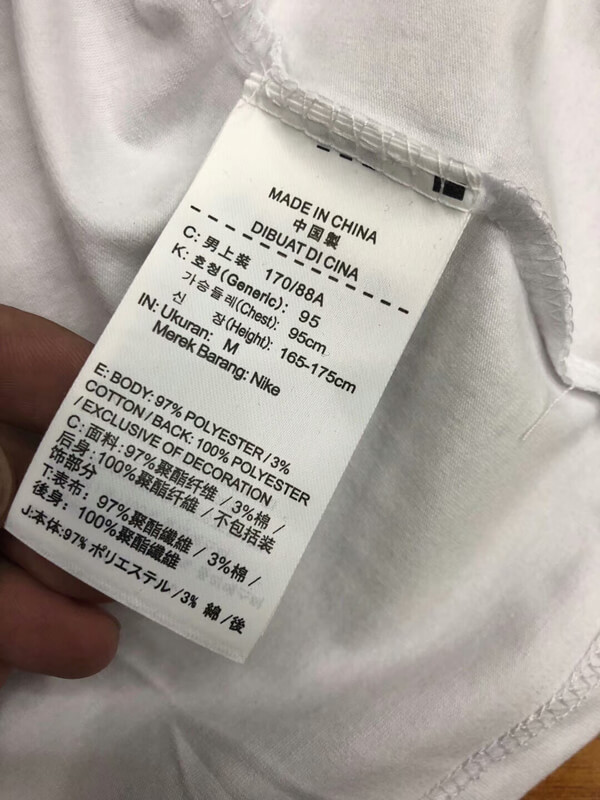 MADE IN CHINA
中国製
DIBUAT DI CINA
C: 男上装 170/88A
K: 호칭(Generic): 95
가슴둘레(Chest): 95cm
신 장(Height): 165-175cm
IN: Ukuran: M
Merek Barang: Nike
E: BODY: 97% POLYESTER / 3%
COTTON / BACK: 100% POLYESTER
/ EXCLUSIVE OF DECORATION
C: 面料: 97%聚酯纤维 / 3%棉 /
后身: 100%聚酯纤维 / 不包括装
饰部分
T:表布: 97%聚酯纖維 / 3%棉 /
後身: 100%聚酯纖維
J:本体:97% ポリエステル /3% 綿 /後